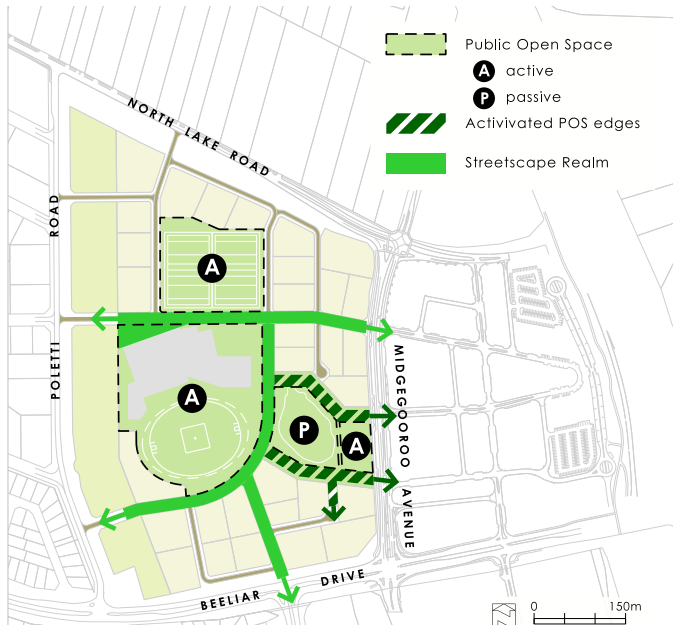 Public Open Space
A active
P passive
Activivated POS edges
Streetscape Realm
NORTH LAKE ROAD
POLETTI ROAD
A
A
P
A
MIDGEGOOROO AVENUE
BEELIAR DRIVE
0 150m